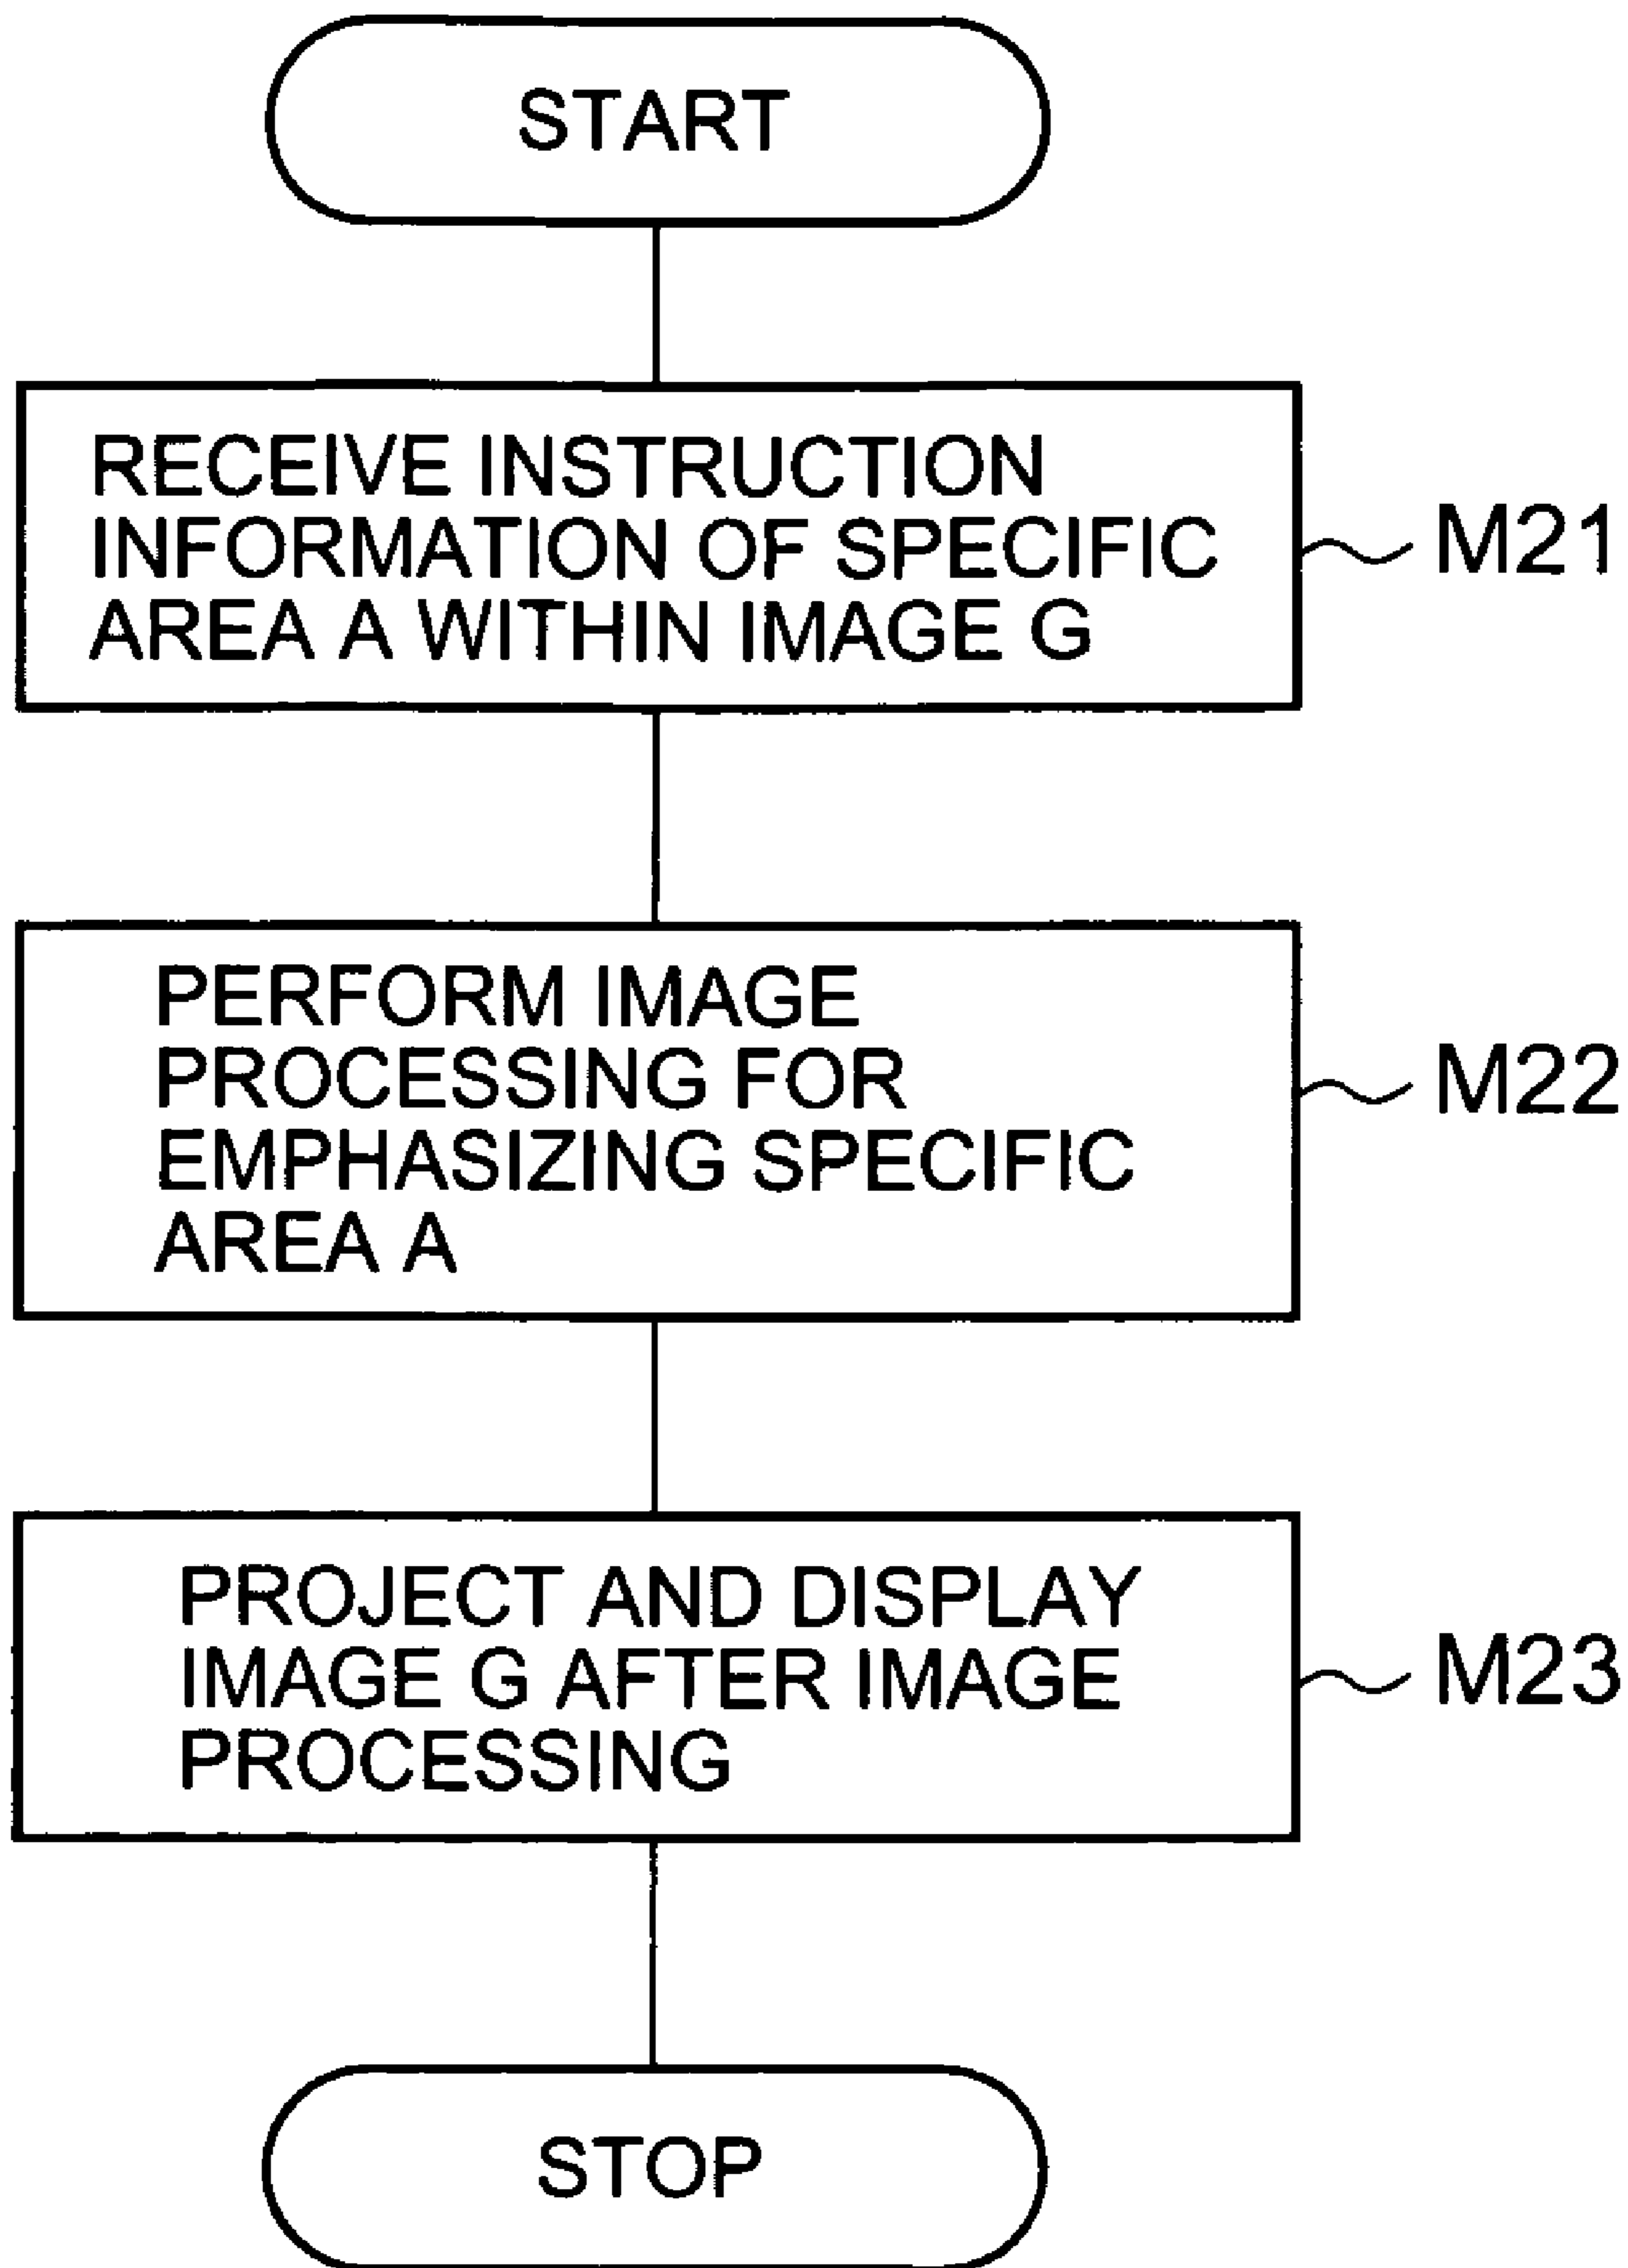 START
RECEIVE INSTRUCTION
INFORMATION OF SPECIFIC
AREA A WITHIN IMAGE G
M21
PERFORM IMAGE
PROCESSING FOR
EMPHASIZING SPECIFIC
AREA A
M22
PROJECT AND DISPLAY
IMAGE G AFTER IMAGE
PROCESSING
M23
STOP